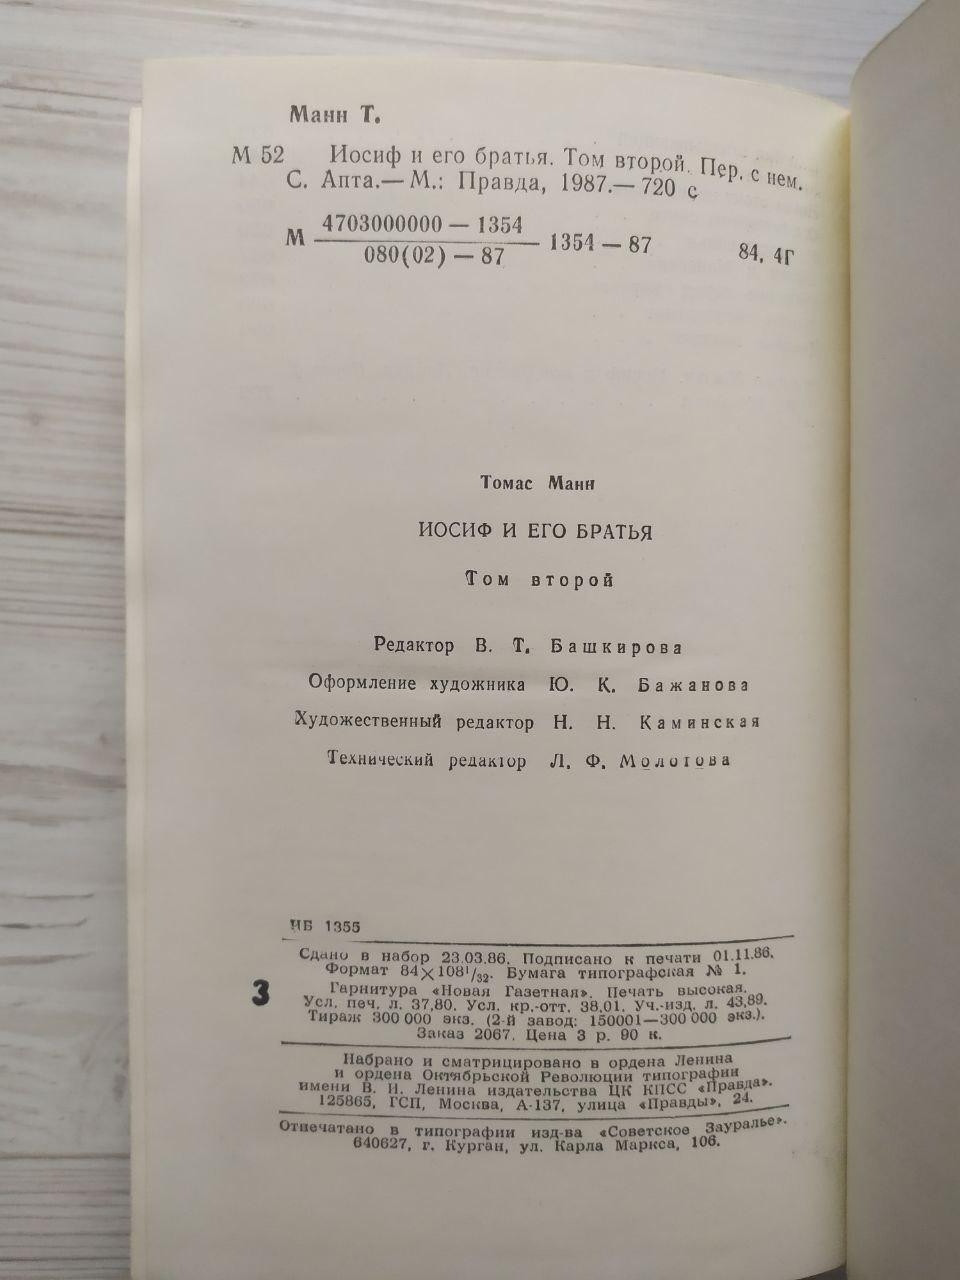 Манн Т.
М 52 Иосиф и его братья. Том второй. Пер. с нем.
С. Апта.— М.: Правда, 1987.— 720 с
М 4703000000 — 1354
080(02) — 87
1354 — 87
84, 4Г
Томас Манн
ИОСИФ И ЕГО БРАТЬЯ
Том второй
Редактор В. Т. Башкирова
Оформление художника Ю. К. Бажанова
Художественный редактор Н. Н. Каминская
Технический редактор Л. Ф. Молотова
ИБ 1355
Сдано в набор 23.03.86. Подписано к печати 01.11.86.
Формат 84×108¹/₃₂. Бумага типографская № 1.
Гарнитура «Новая Газетная». Печать высокая.
Усл. печ. л. 37,80. Усл. кр.-отт. 38,01. Уч.-изд. л. 43,89.
Тираж 300 000 экз. (2-й завод: 150001—300 000 экз.).
Заказ 2067. Цена 3 р. 90 к.
3
Набрано и сматрицировано в ордена Ленина
и ордена Октябрьской Революции типографии
имени В. И. Ленина издательства ЦК КПСС «Правда».
125865, ГСП, Москва, А-137, улица «Правды», 24.
Отпечатано в типографии изд-ва «Советское Зауралье».
640627, г. Курган, ул. Карла Маркса, 106.